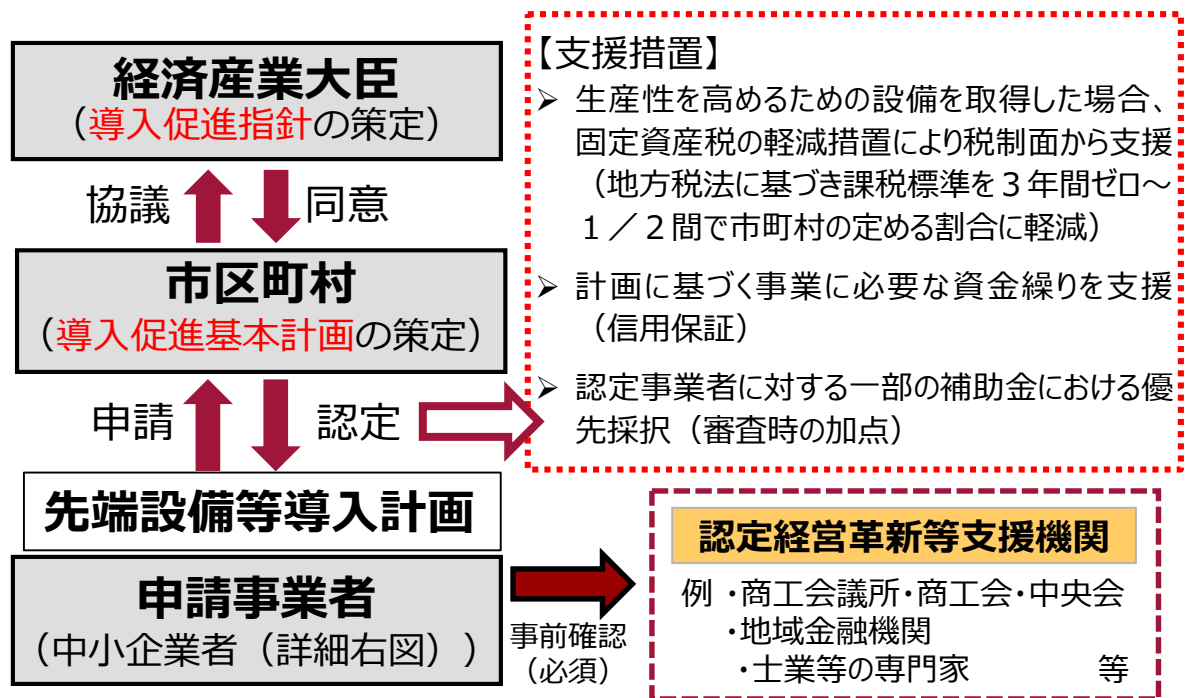 経済産業大臣
（導入促進指針の策定）
協議
同意
市区町村
（導入促進基本計画の策定）
申請
認定
先端設備等導入計画
申請事業者
（中小企業者（詳細右図））
【支援措置】
➢ 生産性を高めるための設備を取得した場合、
固定資産税の軽減措置により税制面から支援
（地方税法に基づき課税標準を３年間ゼロ～
１／２間で市町村の定める割合に軽減）
➢ 計画に基づく事業に必要な資金繰りを支援
（信用保証）
➢ 認定事業者に対する一部の補助金における優
先採択（審査時の加点）
事前確認
（必須）
認定経営革新等支援機関
例 ・商工会議所・商工会・中央会
・地域金融機関
・士業等の専門家 等